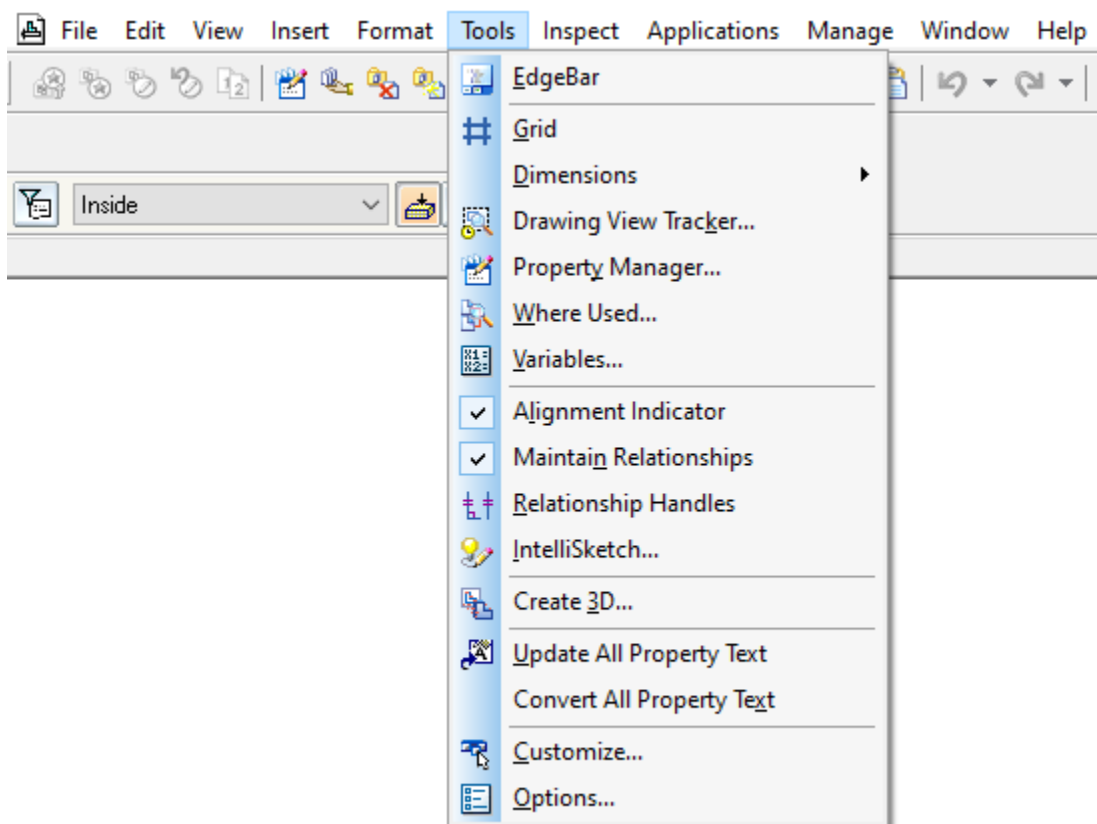 File Edit View Insert Format Tools Inspect Applications Manage Window Help
EdgeBar
Grid
Dimensions
Inside
Drawing View Tracker...
Property Manager...
Where Used...
Variables...
Alignment Indicator
Maintain Relationships
Relationship Handles
IntelliSketch...
Create 3D...
Update All Property Text
Convert All Property Text
Customize...
Options...